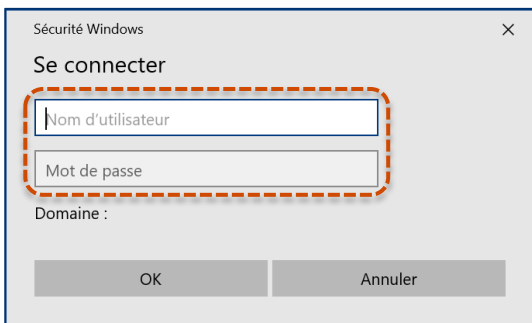 Sécurité Windows
Se connecter
Nom d'utilisateur
Mot de passe
Domaine :
OK
Annuler